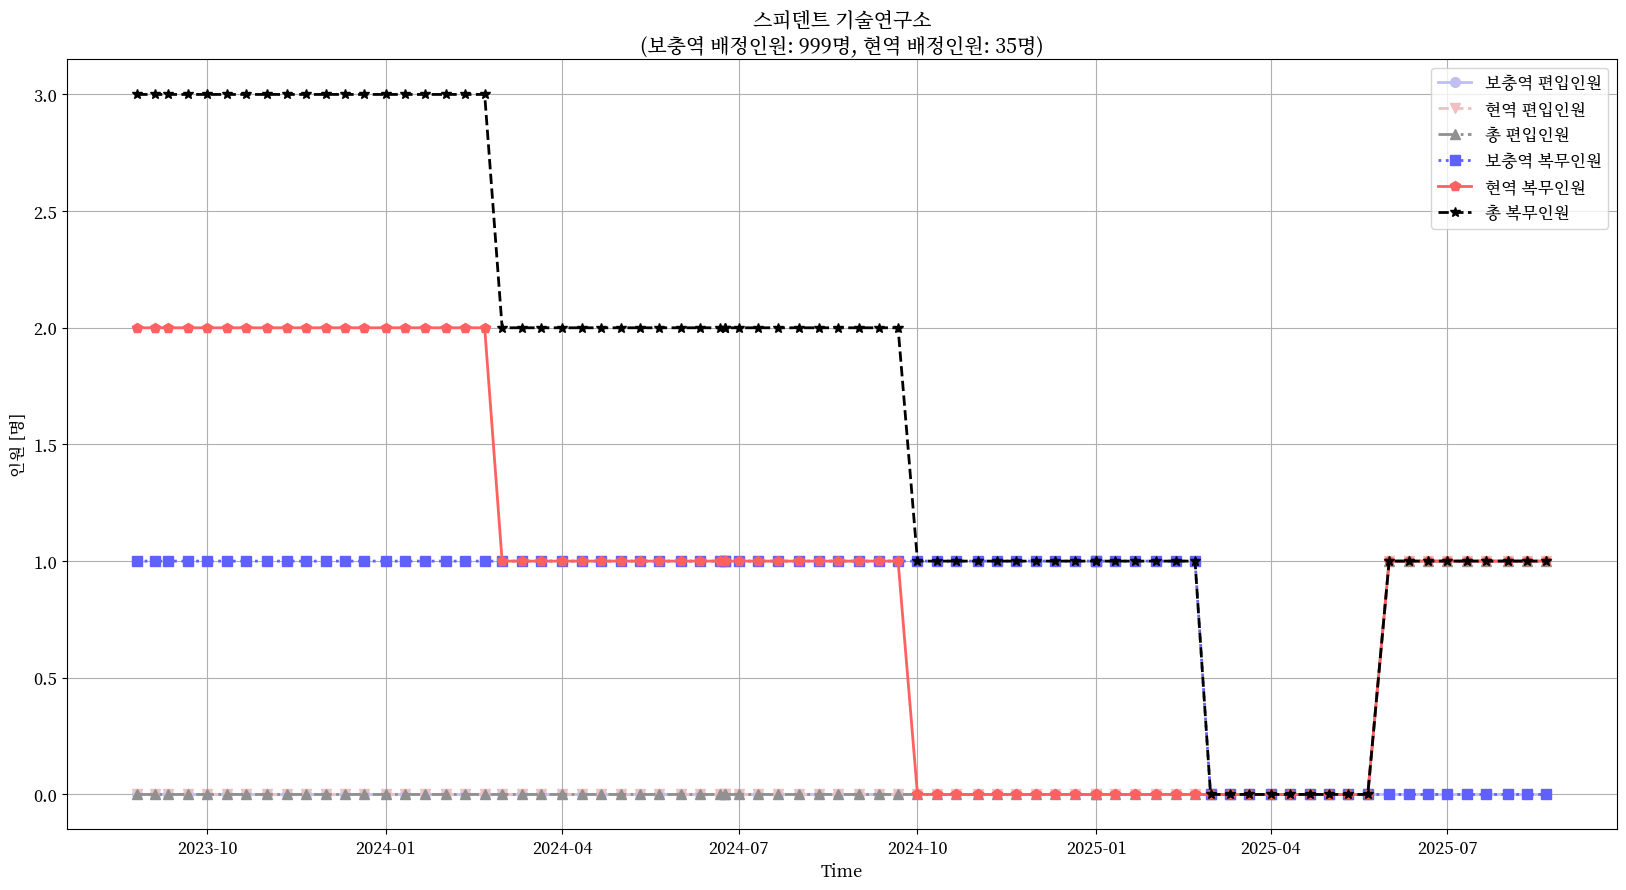 스피덴트 기술연구소
(보충역 배정인원: 999명, 현역 배정인원: 35명)
보충역 편입인원
현역 편입인원
총 편입인원
보충역 복무인원
현역 복무인원
총 복무인원
인원 [명]
3.0
2.5
2.0
1.5
1.0
0.5
0.0
2023-10
2024-01
2024-04
2024-07
2024-10
2025-01
2025-04
2025-07
Time